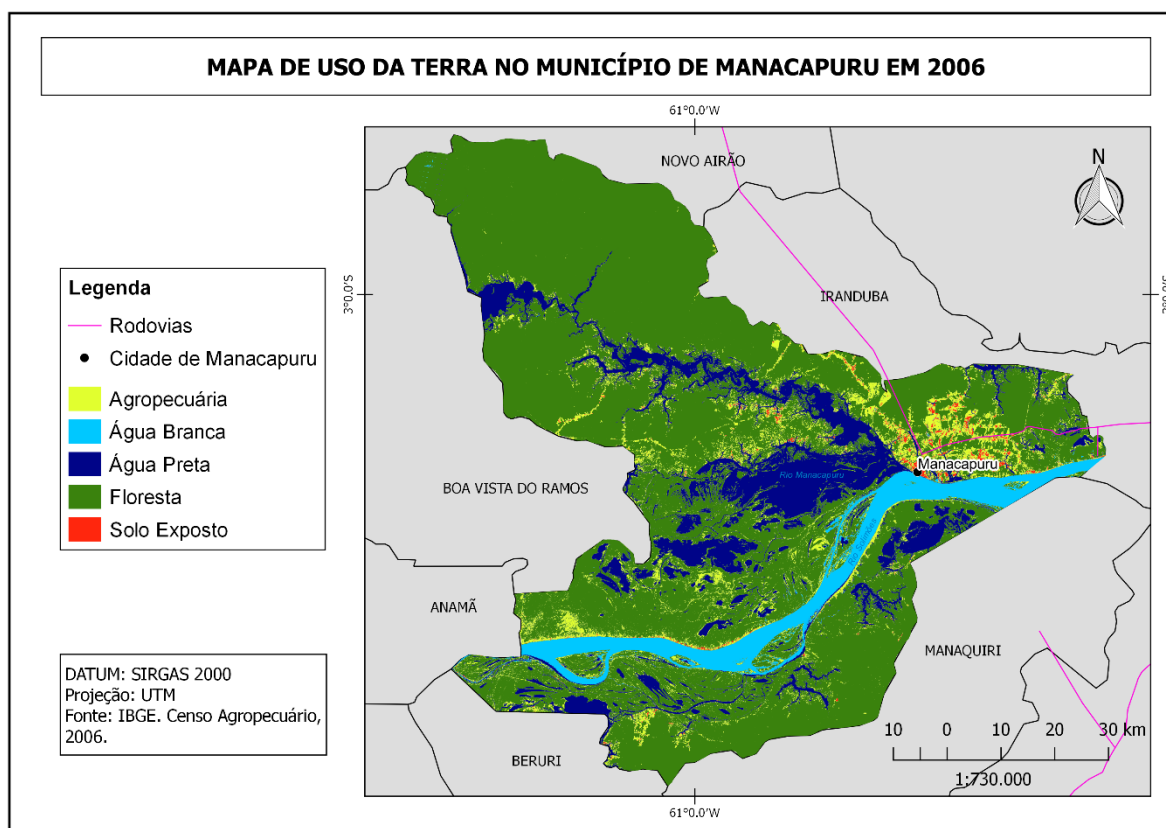 MAPA DE USO DA TERRA NO MUNICÍPIO DE MANACAPURU EM 2006
61°0.0'W
NOVO AIRÃO
N
3°0.0'S
IRANDUBA
3°0.0'S
Legenda
Rodovias
Cidade de Manacapuru
Agropecuária
Água Branca
Água Preta
Floresta
Solo Exposto
Manacapuru
Rio Manacapuru
BOA VISTA DO RAMOS
ANAMÃ
MANAQUIRI
BERURI
DATUM: SIRGAS 2000
Projeção: UTM
Fonte: IBGE. Censo Agropecuário,
2006.
10 0 10 20 30 km
1:730.000
61°0.0'W